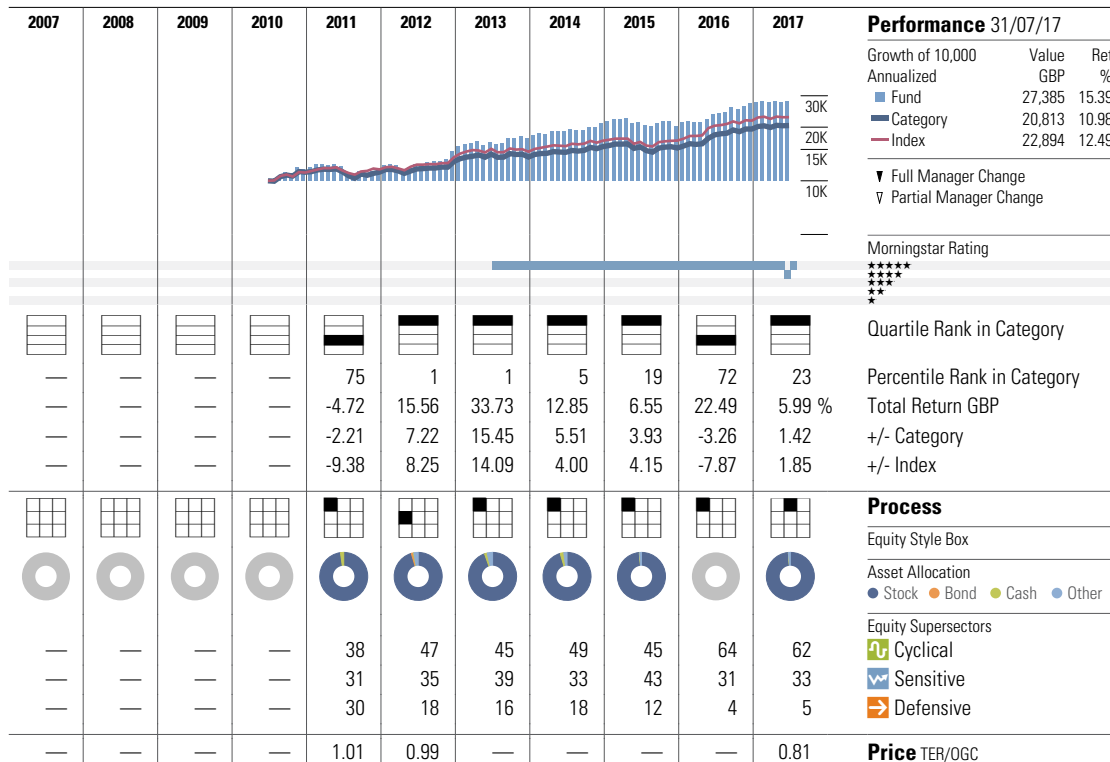 2007 2008 2009 2010 2011 2012 2013 2014 2015 2016 2017
Performance 31/07/17
Growth of 10,000 Value Ret
Annualized GBP %
Fund 27,385 15.39
Category 20,813 10.98
Index 22,894 12.49
Full Manager Change
Partial Manager Change
30K
20K
15K
10K
Morningstar Rating
★★★★★
★★★★
★★★
★★
★
Quartile Rank in Category
— — — — 75 1 1 5 19 72 23 Percentile Rank in Category
— — — — -4.72 15.56 33.73 12.85 6.55 22.49 5.99 % Total Return GBP
— — — — -2.21 7.22 15.45 5.51 3.93 -3.26 1.42 +/- Category
— — — — -9.38 8.25 14.09 4.00 4.15 -7.87 1.85 +/- Index
Process
Equity Style Box
Asset Allocation
Stock Bond Cash Other
Equity Supersectors
— — — — 38 47 45 49 45 64 62 Cyclical
— — — — 31 35 39 33 43 31 33 Sensitive
— — — — 30 18 16 18 12 4 5 Defensive
— — — — 1.01 0.99 — — — — 0.81 Price TER/OGC